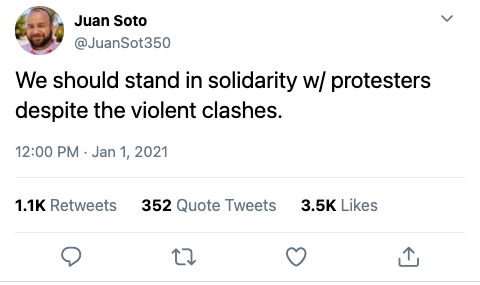 Juan Soto
@JuanSot350
We should stand in solidarity w/ protesters
despite the violent clashes.
12:00 PM · Jan 1, 2021
1.1K Retweets 352 Quote Tweets 3.5K Likes